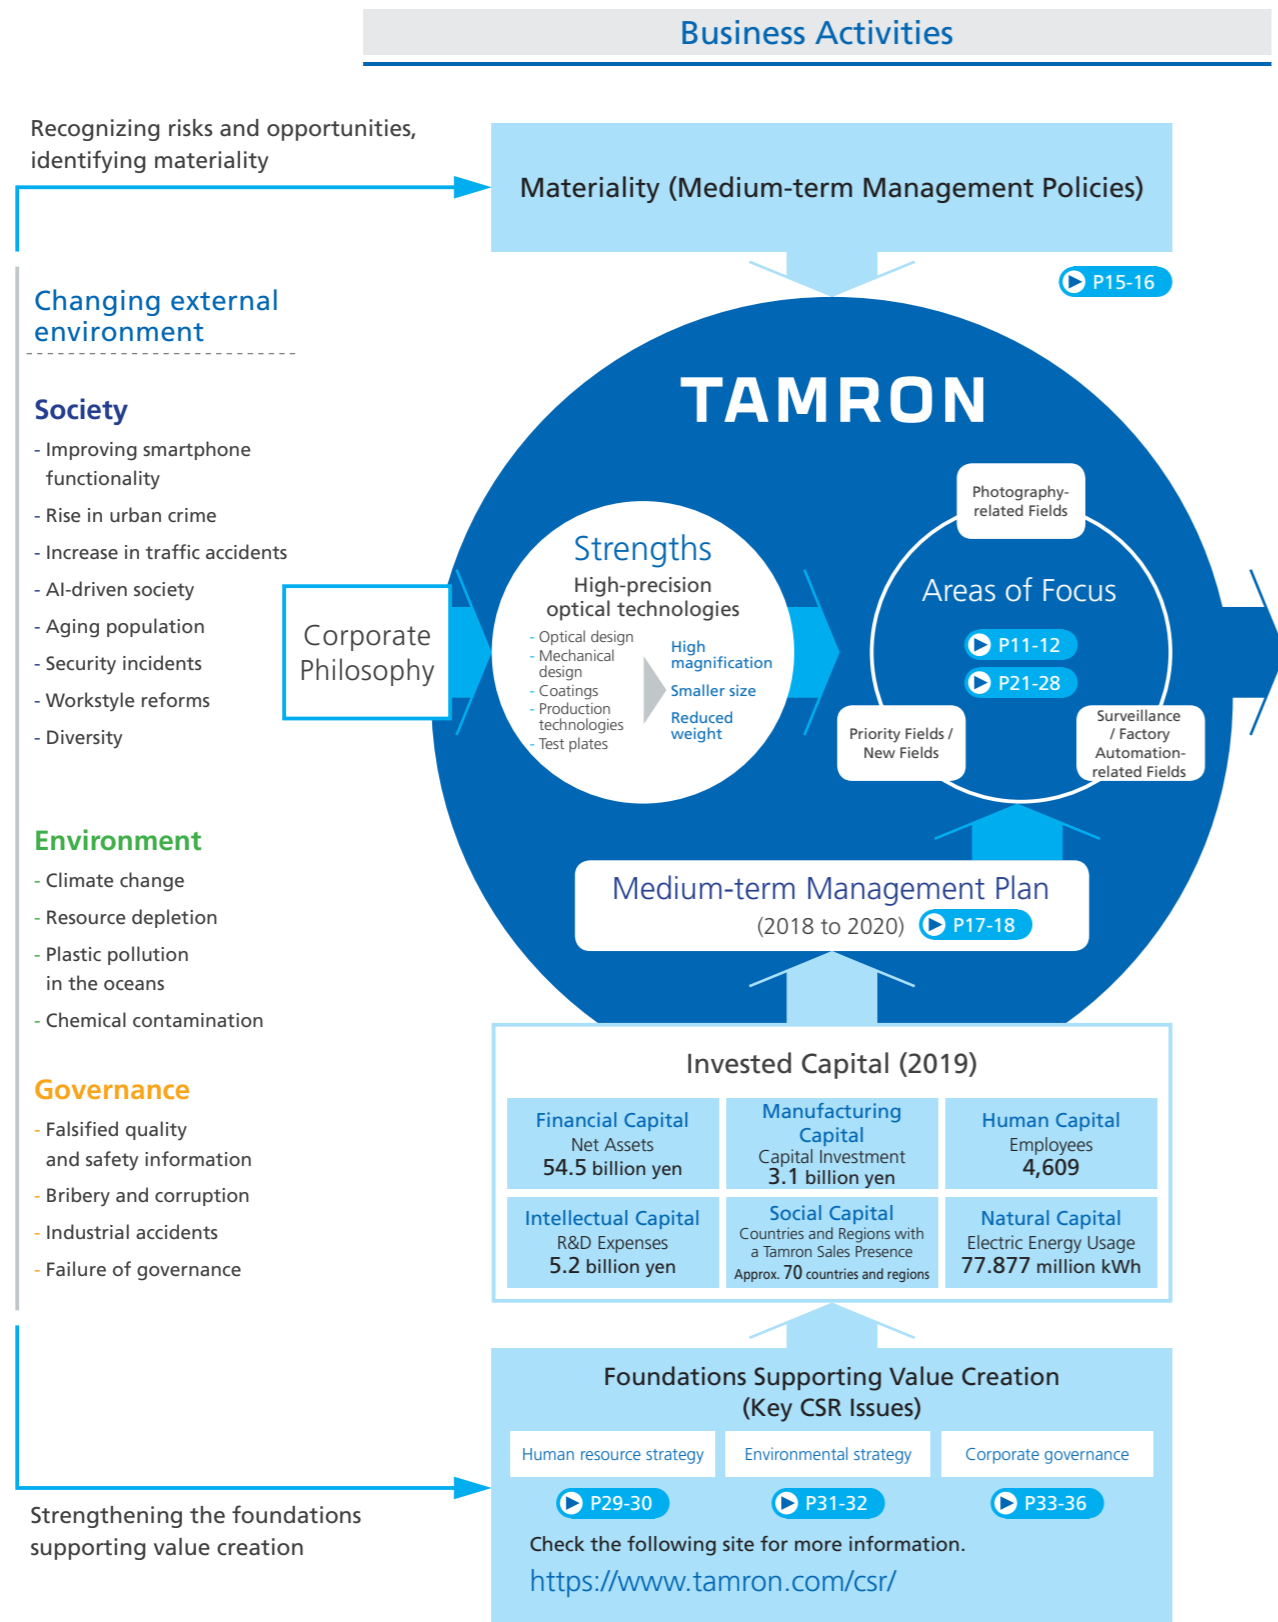 Business Activities
Recognizing risks and opportunities,
identifying materiality
Materiality (Medium-term Management Policies)
P15-16
Changing external
environment
Society
- Improving smartphone
functionality
- Rise in urban crime
- Increase in traffic accidents
- AI-driven society
- Aging population
- Security incidents
- Workstyle reforms
- Diversity
Environment
- Climate change
- Resource depletion
- Plastic pollution
in the oceans
- Chemical contamination
Governance
- Falsified quality
and safety information
- Bribery and corruption
- Industrial accidents
- Failure of governance
Corporate
Philosophy
TAMRON
Strengths
High-precision
optical technologies
- Optical design
- Mechanical
design
- Coatings
- Production
technologies
- Test plates
High
magnification
Smaller size
Reduced
weight
Photography-
related Fields
Areas of Focus
P11-12
P21-28
Priority Fields /
New Fields
Surveillance
/ Factory
Automation-
related Fields
Medium-term Management Plan
(2018 to 2020)
P17-18
Invested Capital (2019)
Financial Capital
Net Assets
54.5 billion yen
Manufacturing
Capital
Capital Investment
3.1 billion yen
Human Capital
Employees
4,609
Intellectual Capital
R&D Expenses
5.2 billion yen
Social Capital
Countries and Regions with
a Tamron Sales Presence
Approx. 70 countries and regions
Natural Capital
Electric Energy Usage
77.877 million kWh
Foundations Supporting Value Creation
(Key CSR Issues)
Human resource strategy
Environmental strategy
Corporate governance
P29-30
P31-32
P33-36
Check the following site for more information.
https://www.tamron.com/csr/
Strengthening the foundations
supporting value creation